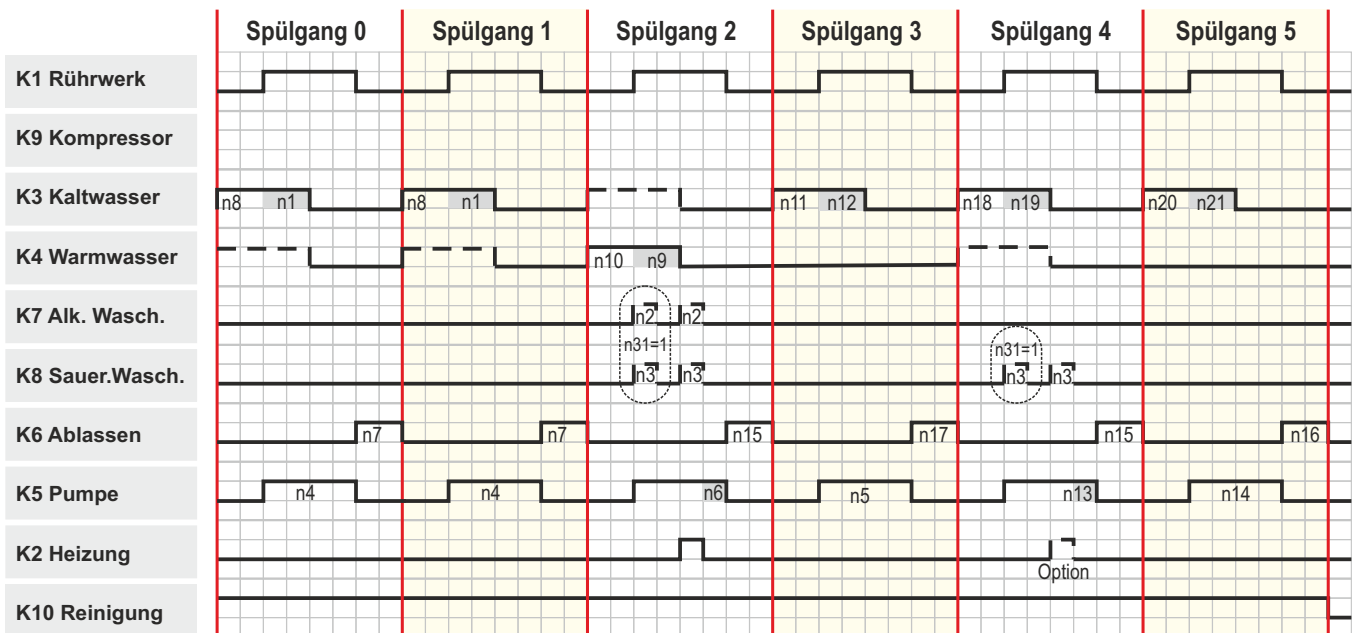 Spülgang 0 Spülgang 1 Spülgang 2 Spülgang 3 Spülgang 4 Spülgang 5
K1 Rührwerk
K9 Kompressor
K3 Kaltwasser n8 n1 n8 n1 n11 n12 n18 n19 n20 n21
K4 Warmwasser n10 n9
K7 Alk. Wasch. n2 n2
n31=1 n31=1
K8 Sauer.Wasch. n3 n3 n3 n3
K6 Ablassen n7 n7 n15 n17 n15 n16
K5 Pumpe n4 n4 n6 n5 n13 n14
K2 Heizung
Option
K10 Reinigung